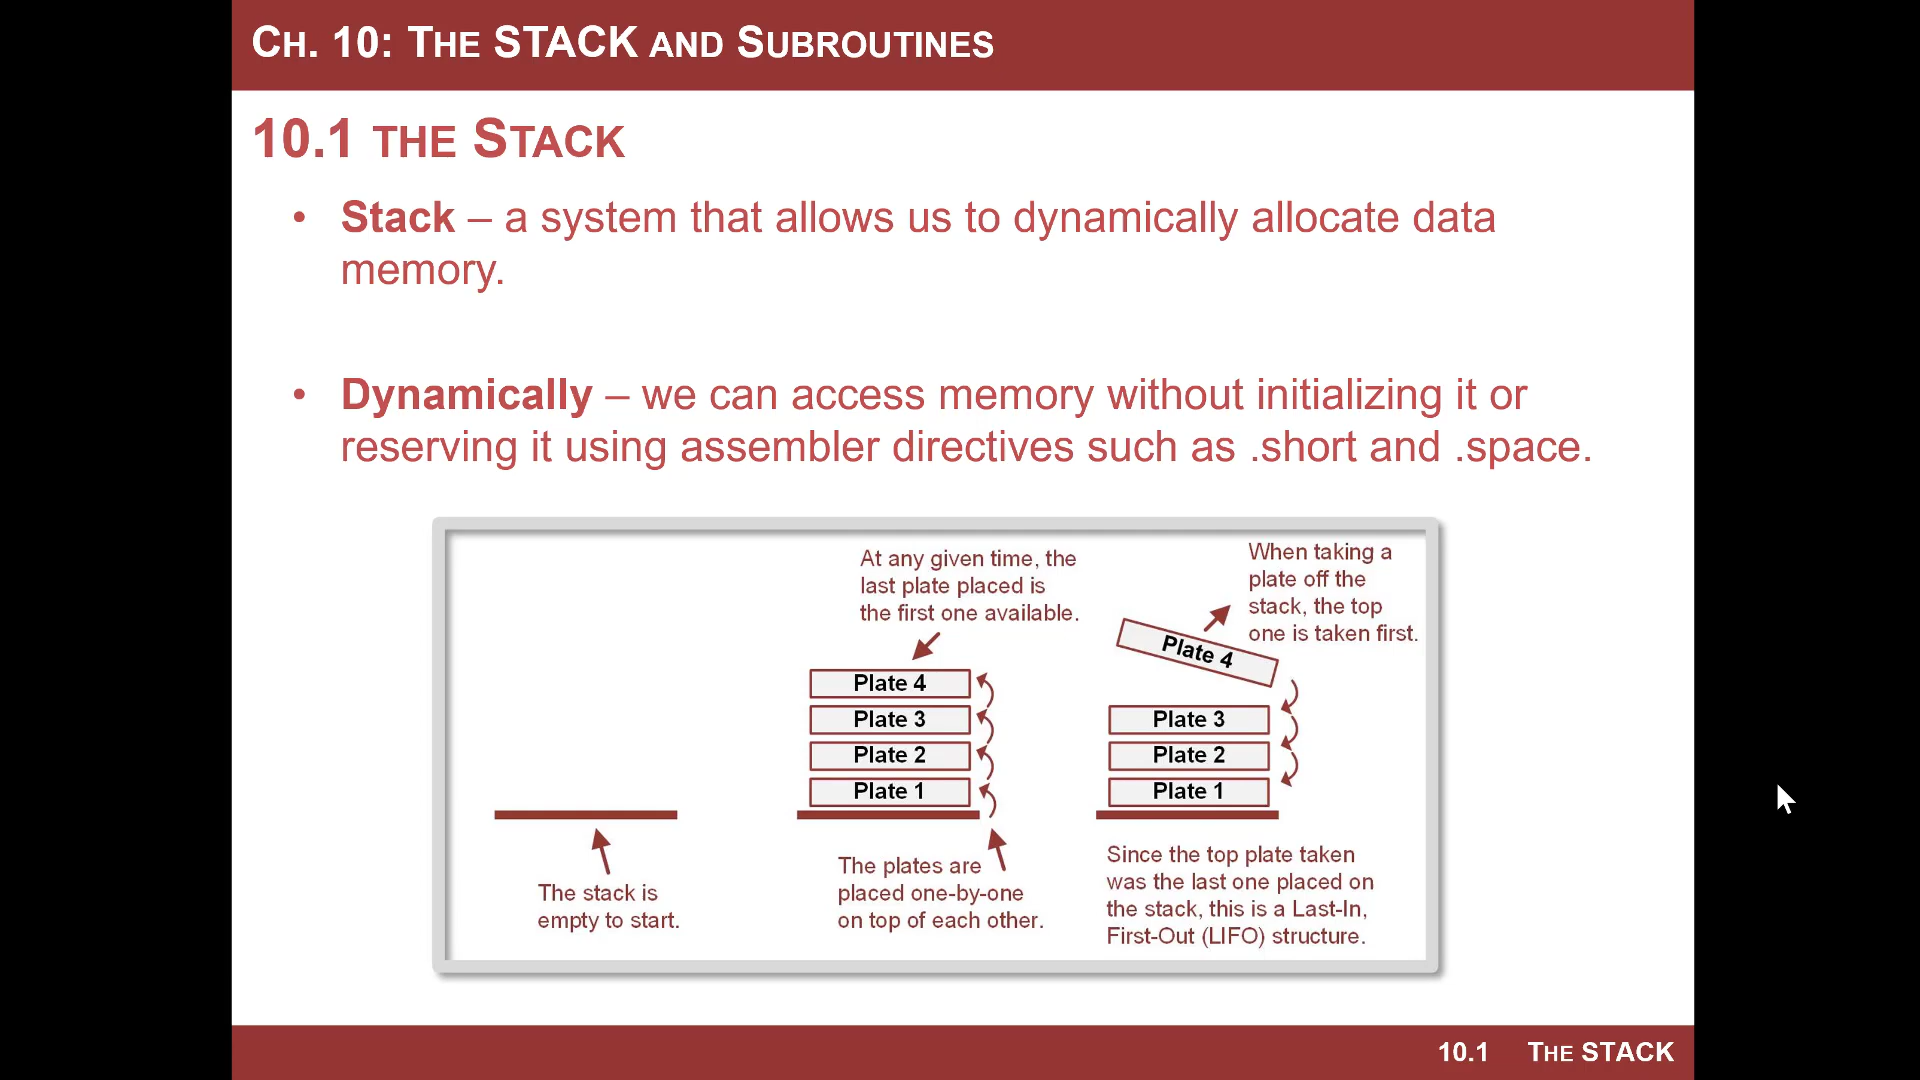 CH. 10: THE STACK AND SUBROUTINES
10.1 THE STACK
• Stack – a system that allows us to dynamically allocate data
memory.
• Dynamically – we can access memory without initializing it or
reserving it using assembler directives such as .short and .space.
The stack is
empty to start.
At any given time, the
last plate placed is
the first one available.
Plate 4
Plate 3
Plate 2
Plate 1
The plates are
placed one-by-one
on top of each other.
When taking a
plate off the
stack, the top
one is taken first.
Plate 4
Plate 3
Plate 2
Plate 1
Since the top plate taken
was the last one placed on
the stack, this is a Last-In,
First-Out (LIFO) structure.
10.1 THE STACK